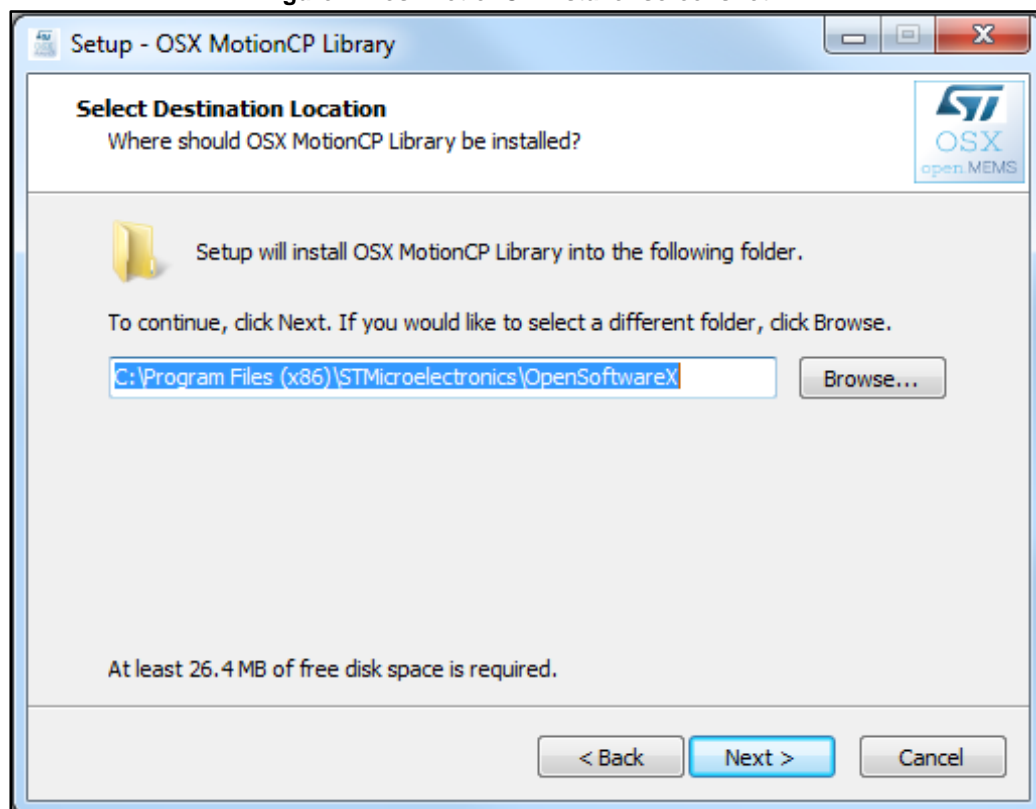 Setup - OSX MotionCP Library
Select Destination Location
Where should OSX MotionCP Library be installed?
OSX
open.MEMS
Setup will install OSX MotionCP Library into the following folder.
To continue, click Next. If you would like to select a different folder, click Browse.
C:\Program Files (x86)\STMicroelectronics\OpenSoftwareX
Browse...
At least 26.4 MB of free disk space is required.
< Back
Next >
Cancel